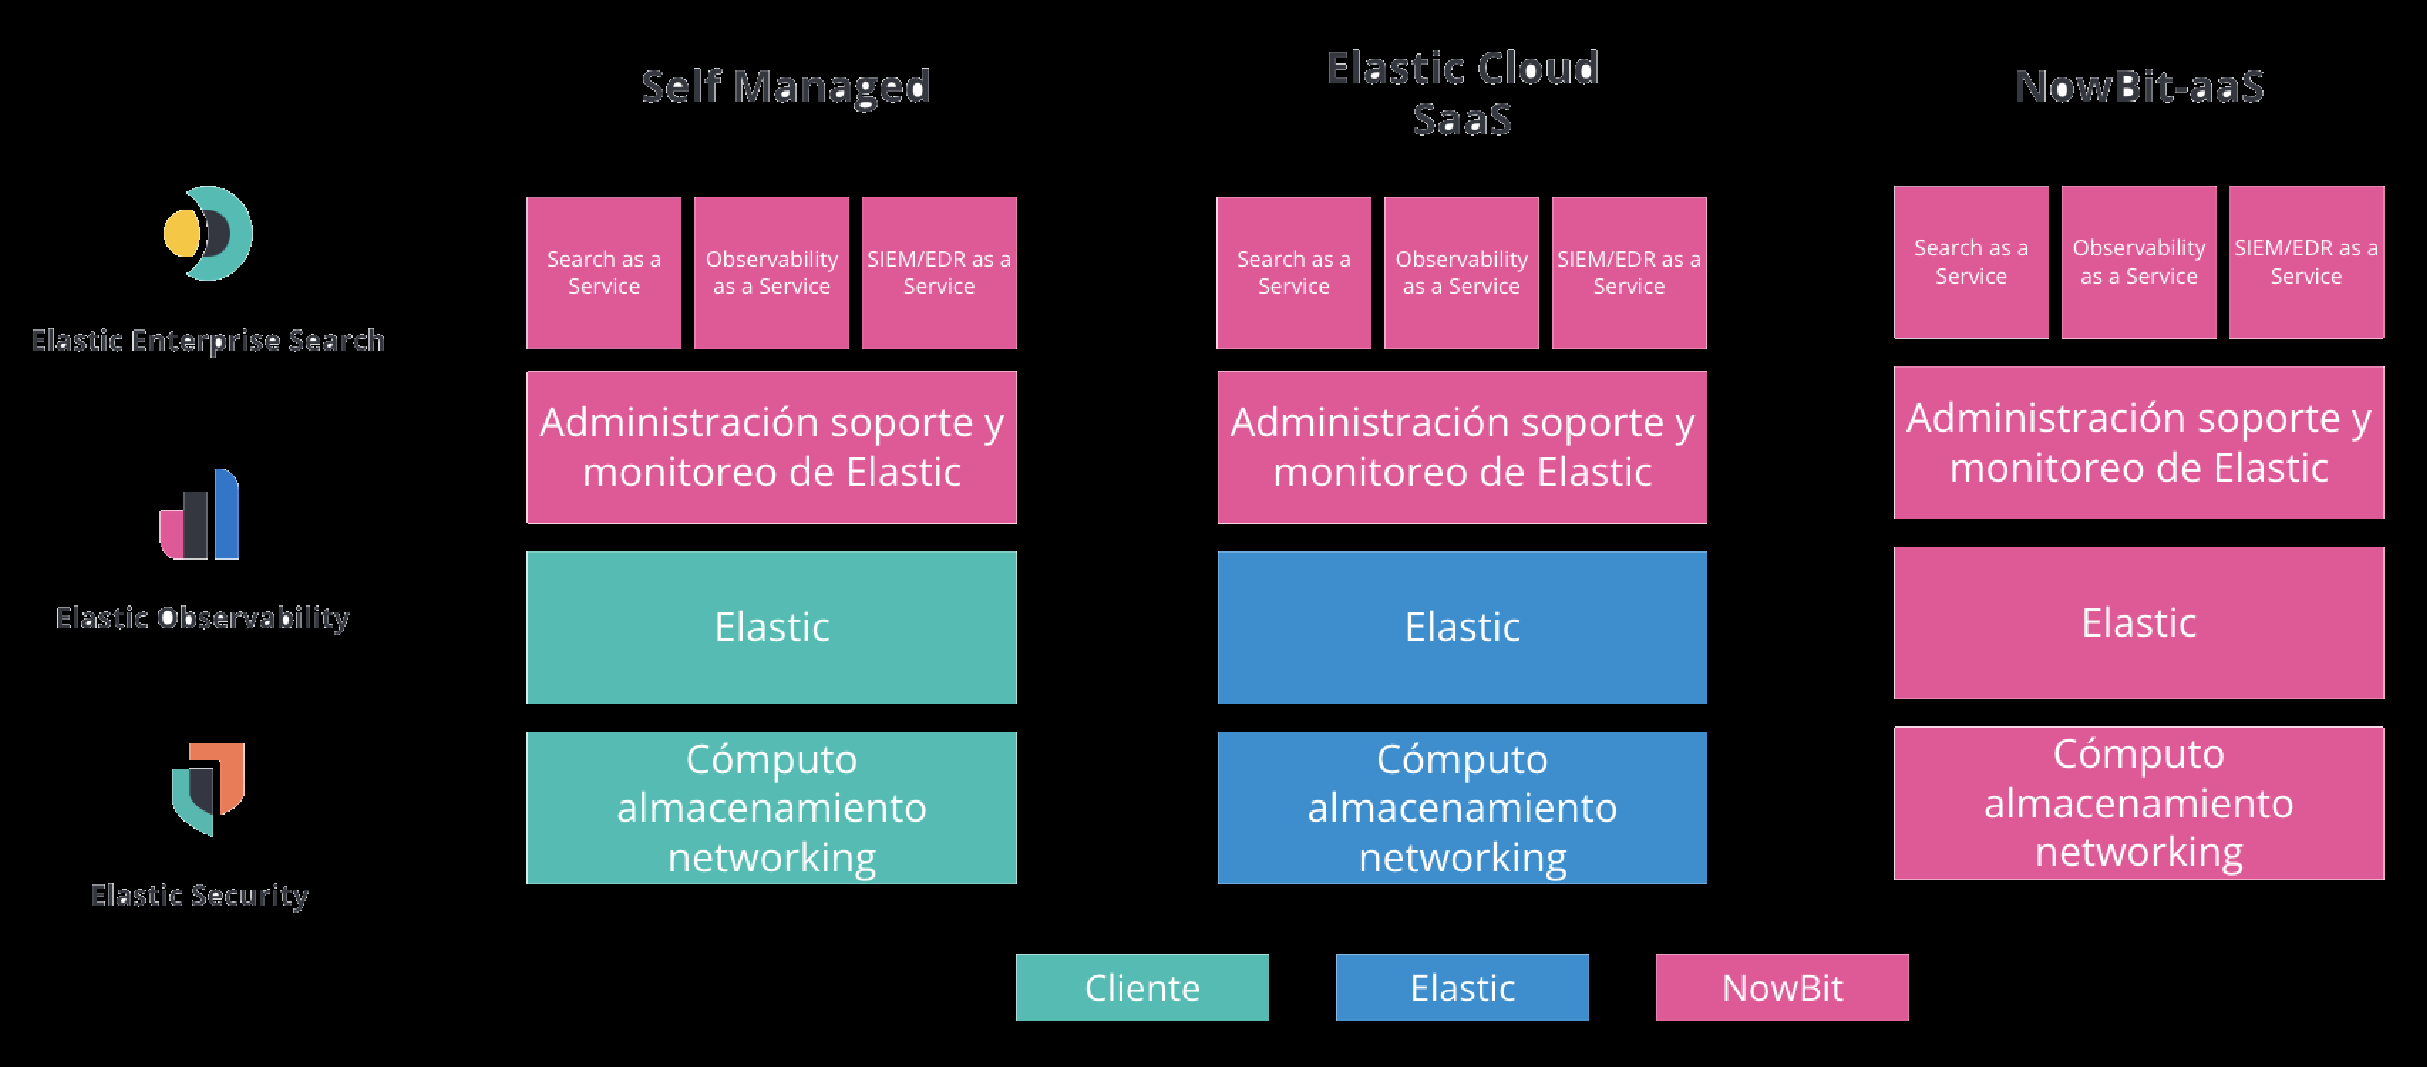 Self Managed
Elastic Cloud
SaaS
NowBit-aaS
Elastic Enterprise Search
Elastic Observability
Elastic Security
Search as a
Service
Observability
as a Service
SIEM/EDR as a
Service
Administración soporte y
monitoreo de Elastic
Elastic
Cómputo
almacenamiento
networking
Search as a
Service
Observability
as a Service
SIEM/EDR as a
Service
Administración soporte y
monitoreo de Elastic
Elastic
Cómputo
almacenamiento
networking
Search as a
Service
Observability
as a Service
SIEM/EDR as a
Service
Administración soporte y
monitoreo de Elastic
Elastic
Cómputo
almacenamiento
networking
Cliente
Elastic
NowBit